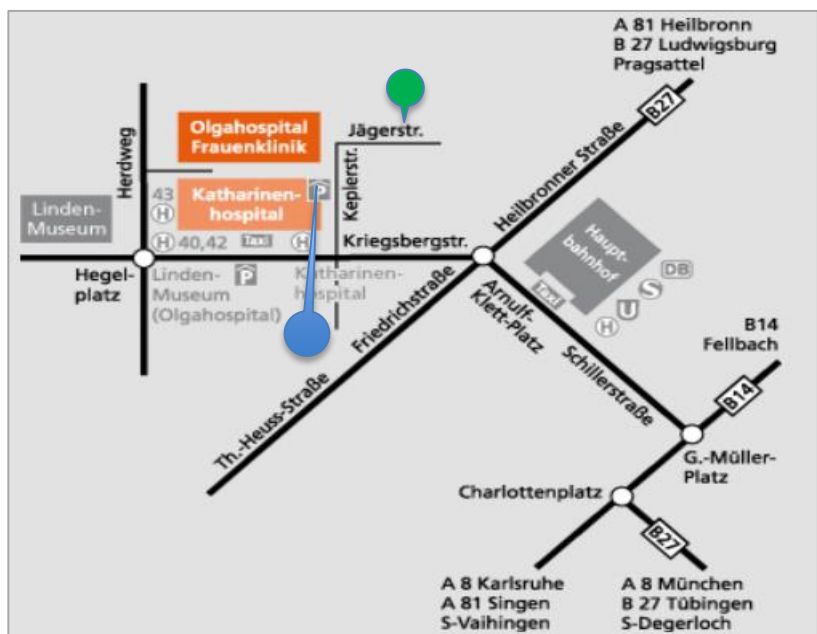 A 81 Heilbronn
B 27 Ludwigsburg
Pragsattel
B27
Heilbronner Straße
Olgahospital
Frauenklinik
Jägerstr.
Keplerstr.
Herdweg
Linden-
Museum
43
H
Katharinen-
hospital
P
H 40,42 Taxi H
Kriegsbergstr.
Hegel-
platz
Linden-
Museum
(Olgahospital)
P
Katharinen-
hospital
Friedrichstraße
Th.-Heuss-Straße
Haupt-
bahnhof
Taxi
H U S DB
Arnulf-
Klett-Platz
Schillerstraße
B14
Fellbach
B14
G.-Müller-
Platz
Charlottenplatz
B27
A 8 Karlsruhe
A 81 Singen
S-Vaihingen
A 8 München
B 27 Tübingen
S-Degerloch